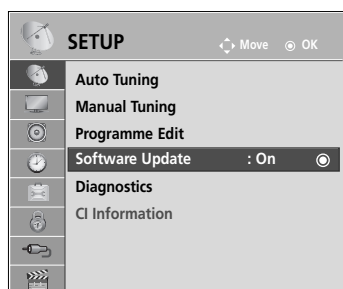 SETUP Move OK
Auto Tuning
Manual Tuning
Programme Edit
Software Update : On
Diagnostics
CI Information